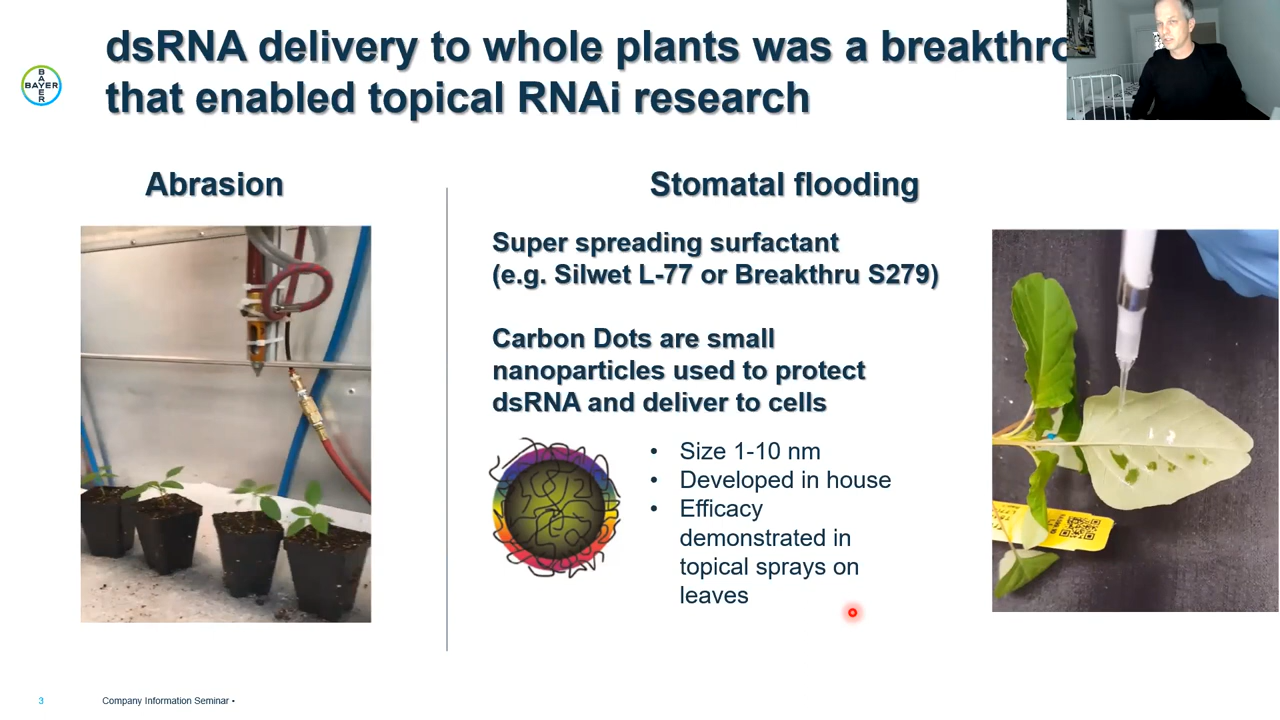 dsRNA delivery to whole plants was a breakthro
that enabled topical RNAi research
BAYER
BAYER
Abrasion
Stomatal flooding
Super spreading surfactant
(e.g. Silwet L-77 or Breakthru S279)
Carbon Dots are small
nanoparticles used to protect
dsRNA and deliver to cells
• Size 1-10 nm
• Developed in house
• Efficacy
demonstrated in
topical sprays on
leaves
3
Company Information Seminar •